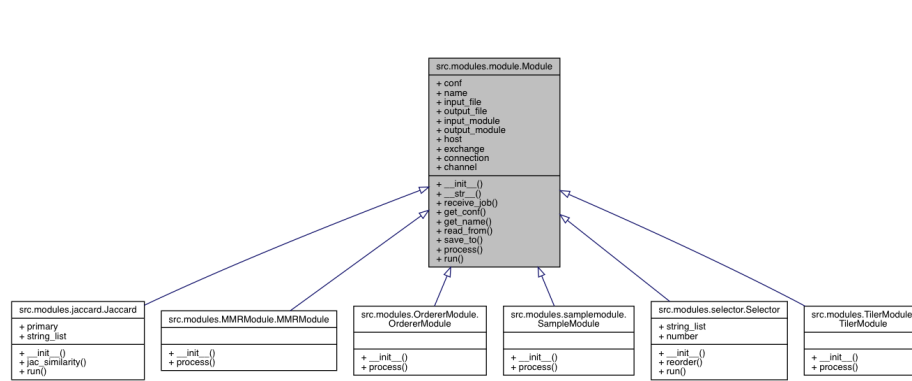 src.modules.module.Module
+ conf
+ name
+ input_file
+ output_file
+ input_module
+ output_module
+ host
+ exchange
+ connection
+ channel
+ __init__()
+ __str__()
+ receive_job()
+ get_conf()
+ get_name()
+ read_from()
+ save_to()
+ process()
+ run()
src.modules.jaccard.Jaccard
+ primary
+ string_list
+ __init__()
+ jac_similarity()
+ run()
src.modules.MMRModule.MMRModule
+ __init__()
+ process()
src.modules.OrdererModule.
OrdererModule
+ __init__()
+ process()
src.modules.samplemodule.
SampleModule
+ __init__()
+ process()
src.modules.selector.Selector
+ string_list
+ number
+ __init__()
+ reorder()
+ run()
src.modules.TilerModule
TilerModule
+ __init__()
+ process()